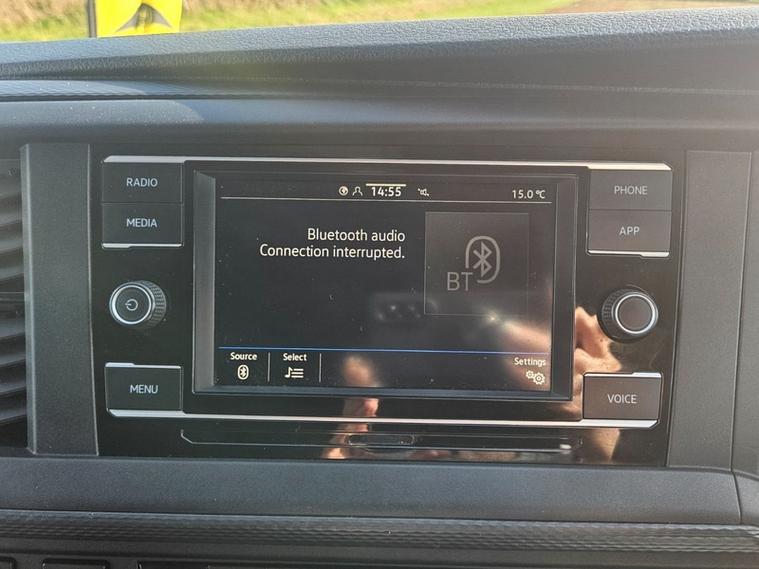 RADIO
MEDIA
MENU
14:55
15.0 °C
Bluetooth audio
Connection interrupted.
BT
Source
Select
Settings
PHONE
APP
VOICE